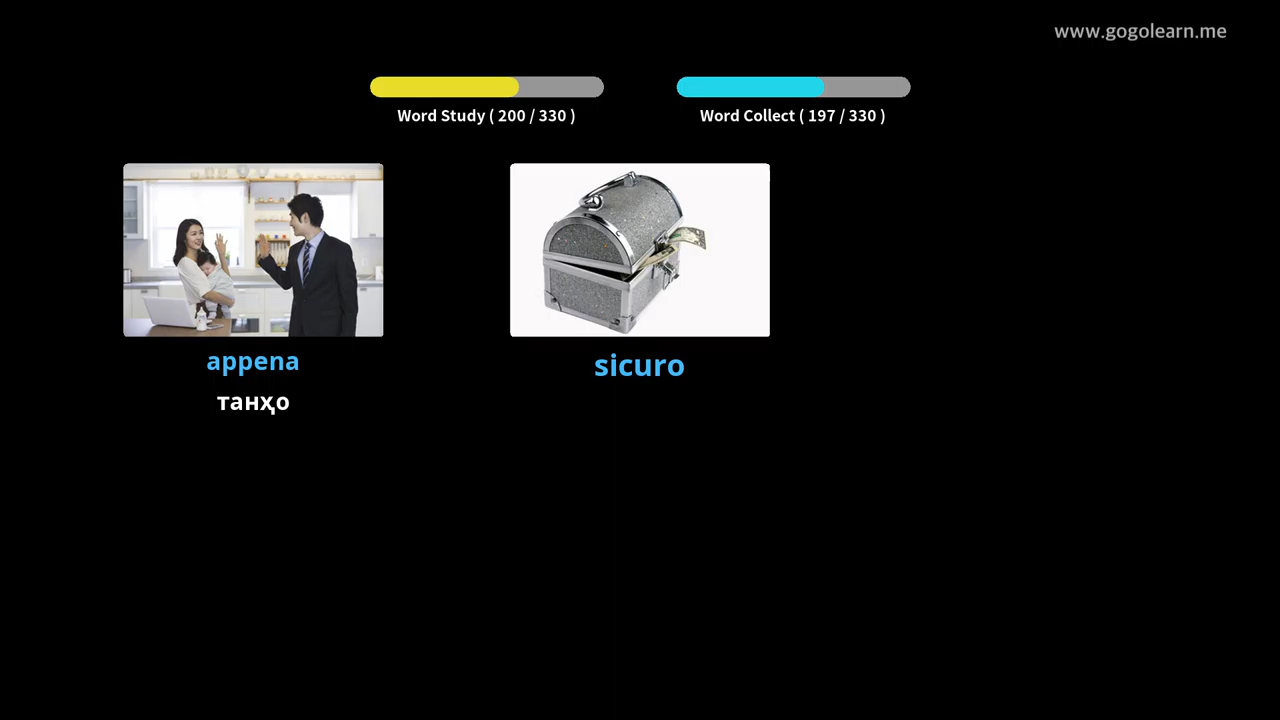 www.gogolearn.me
Word Study ( 200 / 330 )
Word Collect ( 197 / 330 )
appena
танҳо
sicuro